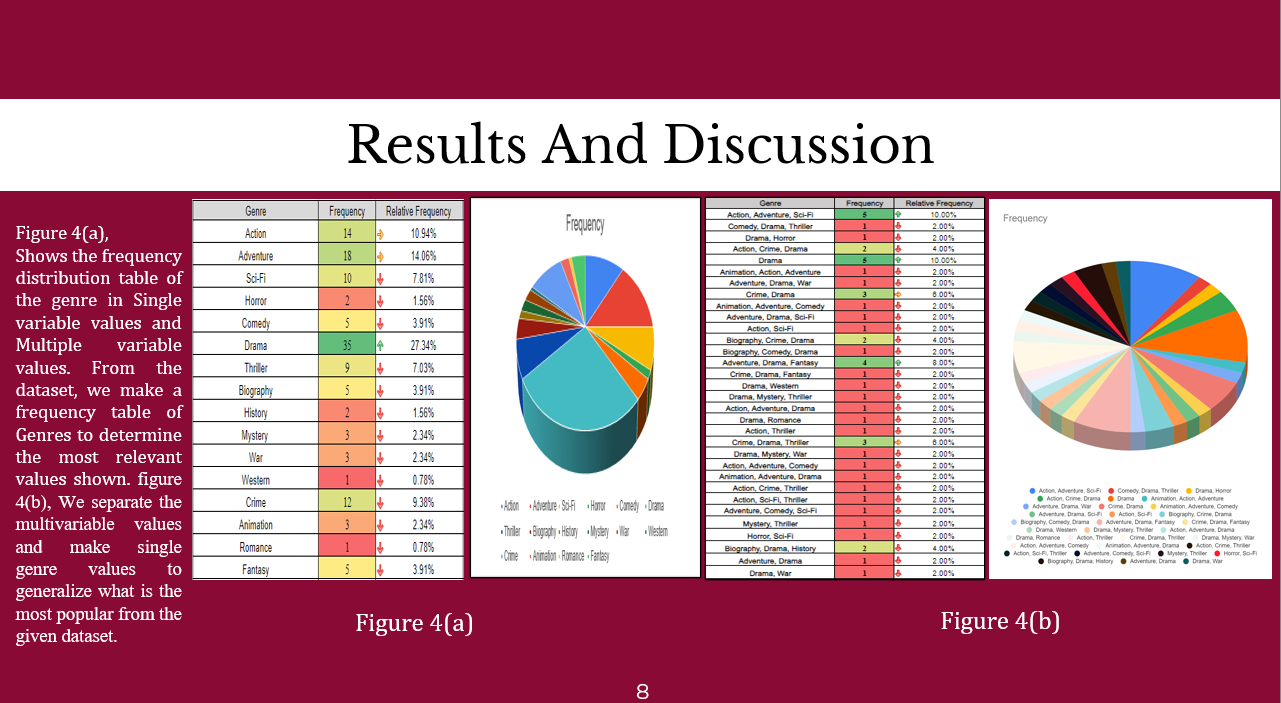 Results And Discussion
Figure 4(a),
Shows the frequency
distribution table of
the genre in Single
variable values and
Multiple variable
values. From the
dataset, we make a
frequency table of
Genres to determine
the most relevant
values shown. figure
4(b), We separate the
multivariable values
and make single
genre values to
generalize what is the
most popular from the
given dataset.
Genre Frequency Relative Frequency
Action 14 10.94%
Adventure 18 14.06%
Sci-Fi 10 7.81%
Horror 2 1.56%
Comedy 5 3.91%
Drama 35 27.34%
Thriller 9 7.03%
Biography 5 3.91%
History 2 1.56%
Mystery 3 2.34%
War 3 2.34%
Western 1 0.78%
Crime 12 9.38%
Animation 3 2.34%
Romance 1 0.78%
Fantasy 5 3.91%
Frequency
Action Adventure Sci-Fi Horror Comedy Drama
Thriller Biography History Mystery War Western
Crime Animation Romance Fantasy
Figure 4(a)
Genre Frequency Relative Frequency
Action, Adventure, Sci-Fi 5 10.00%
Comedy, Drama, Thriller 1 2.00%
Drama, Horror 1 2.00%
Action, Crime, Drama 2 4.00%
Drama 5 10.00%
Animation, Action, Adventure 1 2.00%
Adventure, Drama, War 1 2.00%
Crime, Drama 3 6.00%
Animation, Adventure, Comedy 1 2.00%
Adventure, Drama, Sci-Fi 1 2.00%
Action, Sci-Fi 1 2.00%
Biography, Crime, Drama 2 4.00%
Biography, Comedy, Drama 1 2.00%
Adventure, Drama, Fantasy 4 8.00%
Crime, Drama, Fantasy 1 2.00%
Drama, Western 1 2.00%
Drama, Mystery, Thriller 1 2.00%
Action, Adventure, Drama 1 2.00%
Drama, Romance 1 2.00%
Action, Thriller 1 2.00%
Crime, Drama, Thriller 3 6.00%
Drama, Mystery, War 1 2.00%
Action, Adventure, Comedy 1 2.00%
Animation, Adventure, Drama 1 2.00%
Action, Crime, Thriller 1 2.00%
Action, Sci-Fi, Thriller 1 2.00%
Adventure, Comedy, Sci-Fi 1 2.00%
Mystery, Thriller 1 2.00%
Horror, Sci-Fi 1 2.00%
Biography, Drama, History 2 4.00%
Adventure, Drama 1 2.00%
Drama, War 1 2.00%
Frequency
Action, Adventure, Sci-Fi Comedy, Drama, Thriller Drama, Horror
Action, Crime, Drama Drama Animation, Action, Adventure
Adventure, Drama, War Crime, Drama Animation, Adventure, Comedy
Adventure, Drama, Sci-Fi Action, Sci-Fi Biography, Crime, Drama
Biography, Comedy, Drama Adventure, Drama, Fantasy Crime, Drama, Fantasy
Drama, Western Drama, Mystery, Thriller Action, Adventure, Drama
Drama, Romance Action, Thriller Crime, Drama, Thriller Drama, Mystery, War
Action, Adventure, Comedy Animation, Adventure, Drama Action, Crime, Thriller
Action, Sci-Fi, Thriller Adventure, Comedy, Sci-Fi Mystery, Thriller Horror, Sci-Fi
Biography, Drama, History Adventure, Drama Drama, War
Figure 4(b)
8